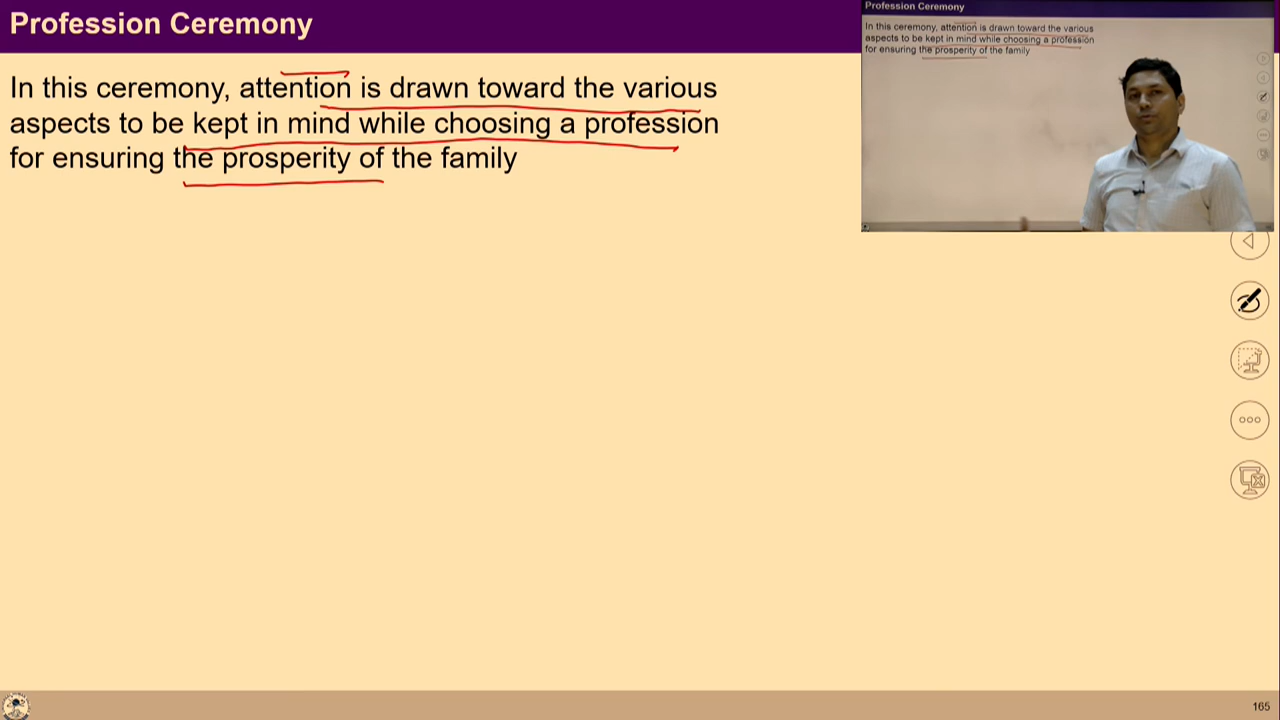 Profession Ceremony
In this ceremony, attention is drawn toward the various
aspects to be kept in mind while choosing a profession
for ensuring the prosperity of the family
Profession Ceremony
In this ceremony, attention is drawn toward the various
aspects to be kept in mind while choosing a profession
for ensuring the prosperity of the family
165